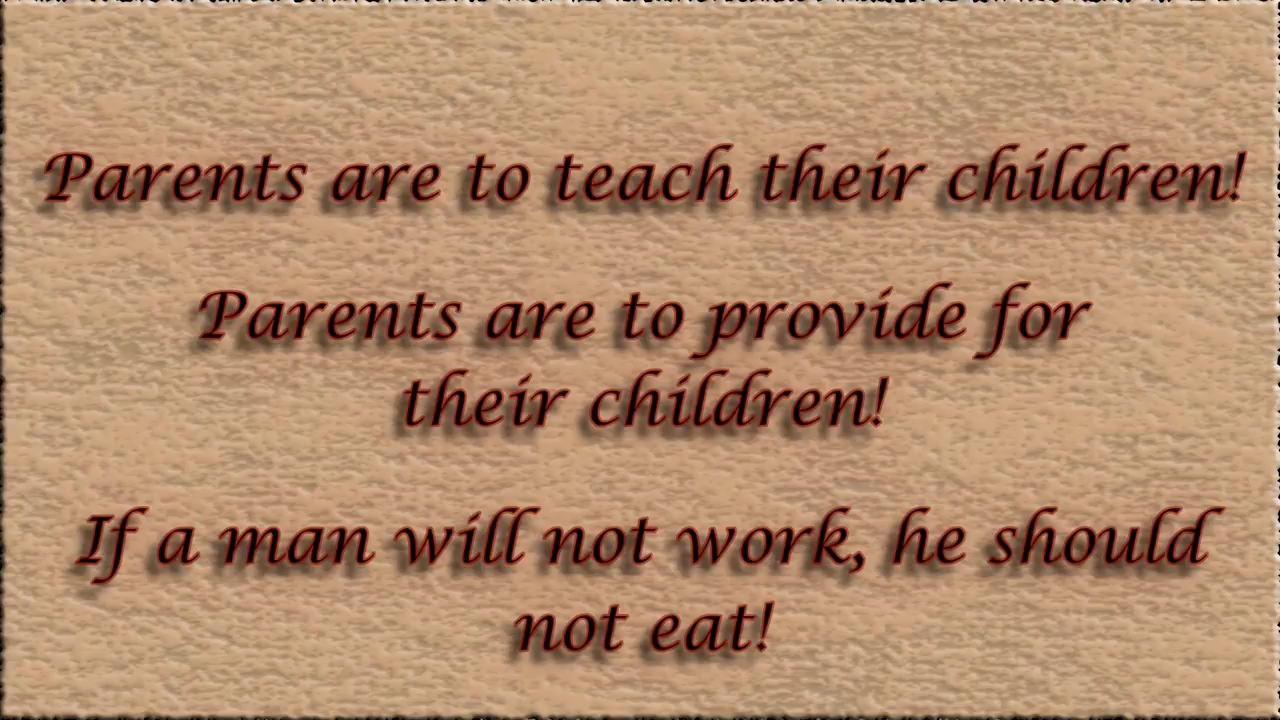 Parents are to teach their children!
Parents are to provide for
their children!
If a man will not work, he should
not eat!